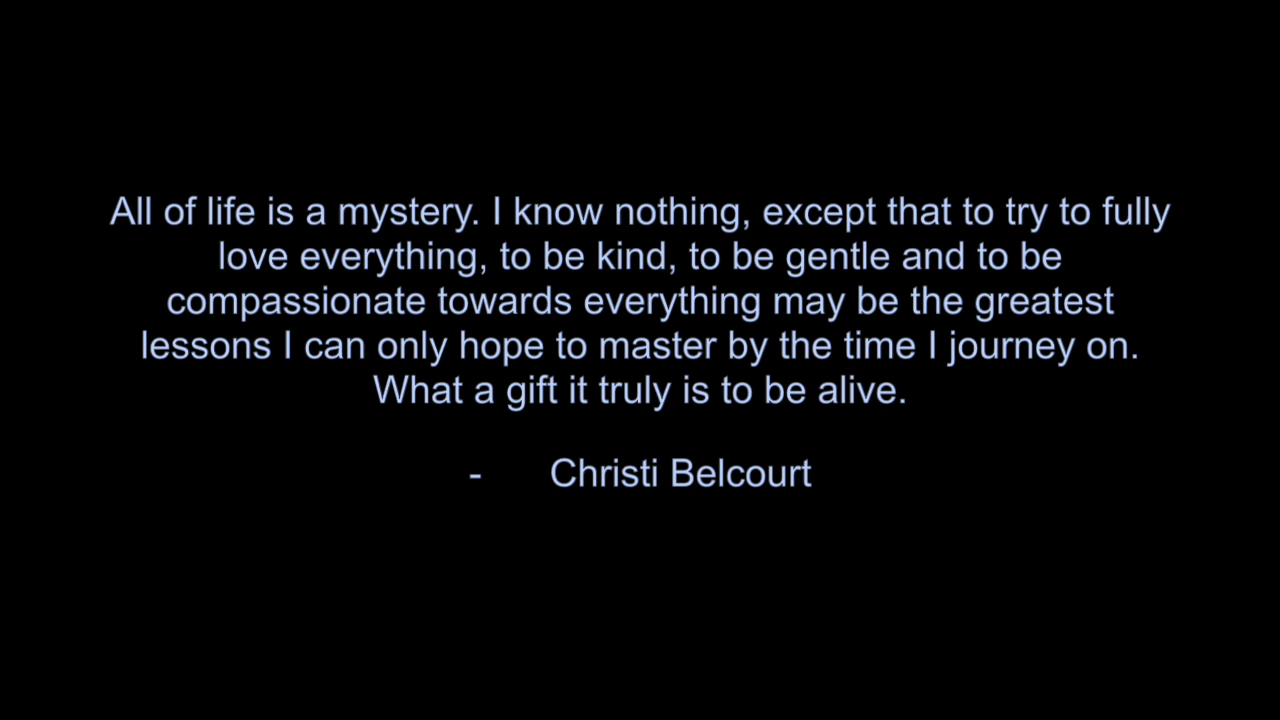 All of life is a mystery. I know nothing, except that to try to fully
love everything, to be kind, to be gentle and to be
compassionate towards everything may be the greatest
lessons I can only hope to master by the time I journey on.
What a gift it truly is to be alive.
- Christi Belcourt